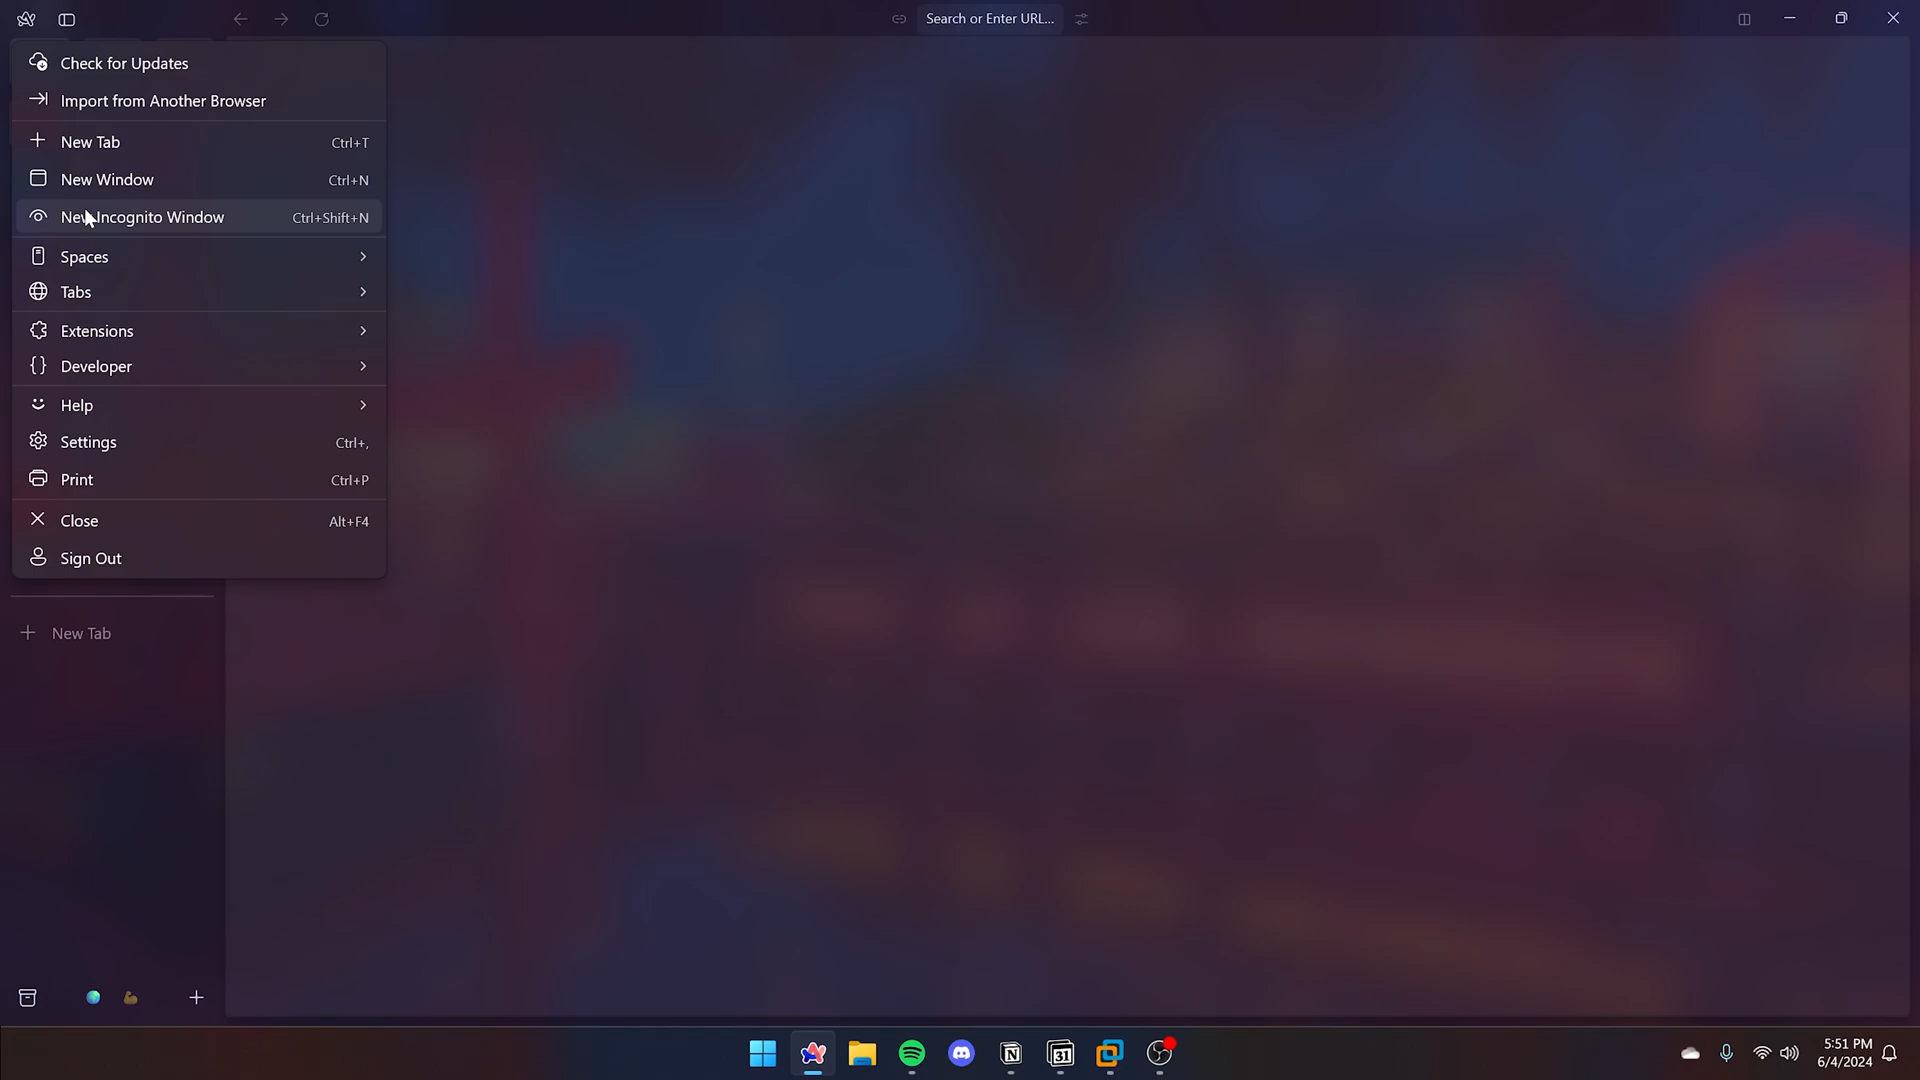 Search or Enter URL...
Check for Updates
Import from Another Browser
New Tab Ctrl+T
New Window Ctrl+N
New Incognito Window Ctrl+Shift+N
Spaces
Tabs
Extensions
Developer
Help
Settings Ctrl+,
Print Ctrl+P
Close Alt+F4
Sign Out
New Tab
31
5:51 PM
6/4/2024